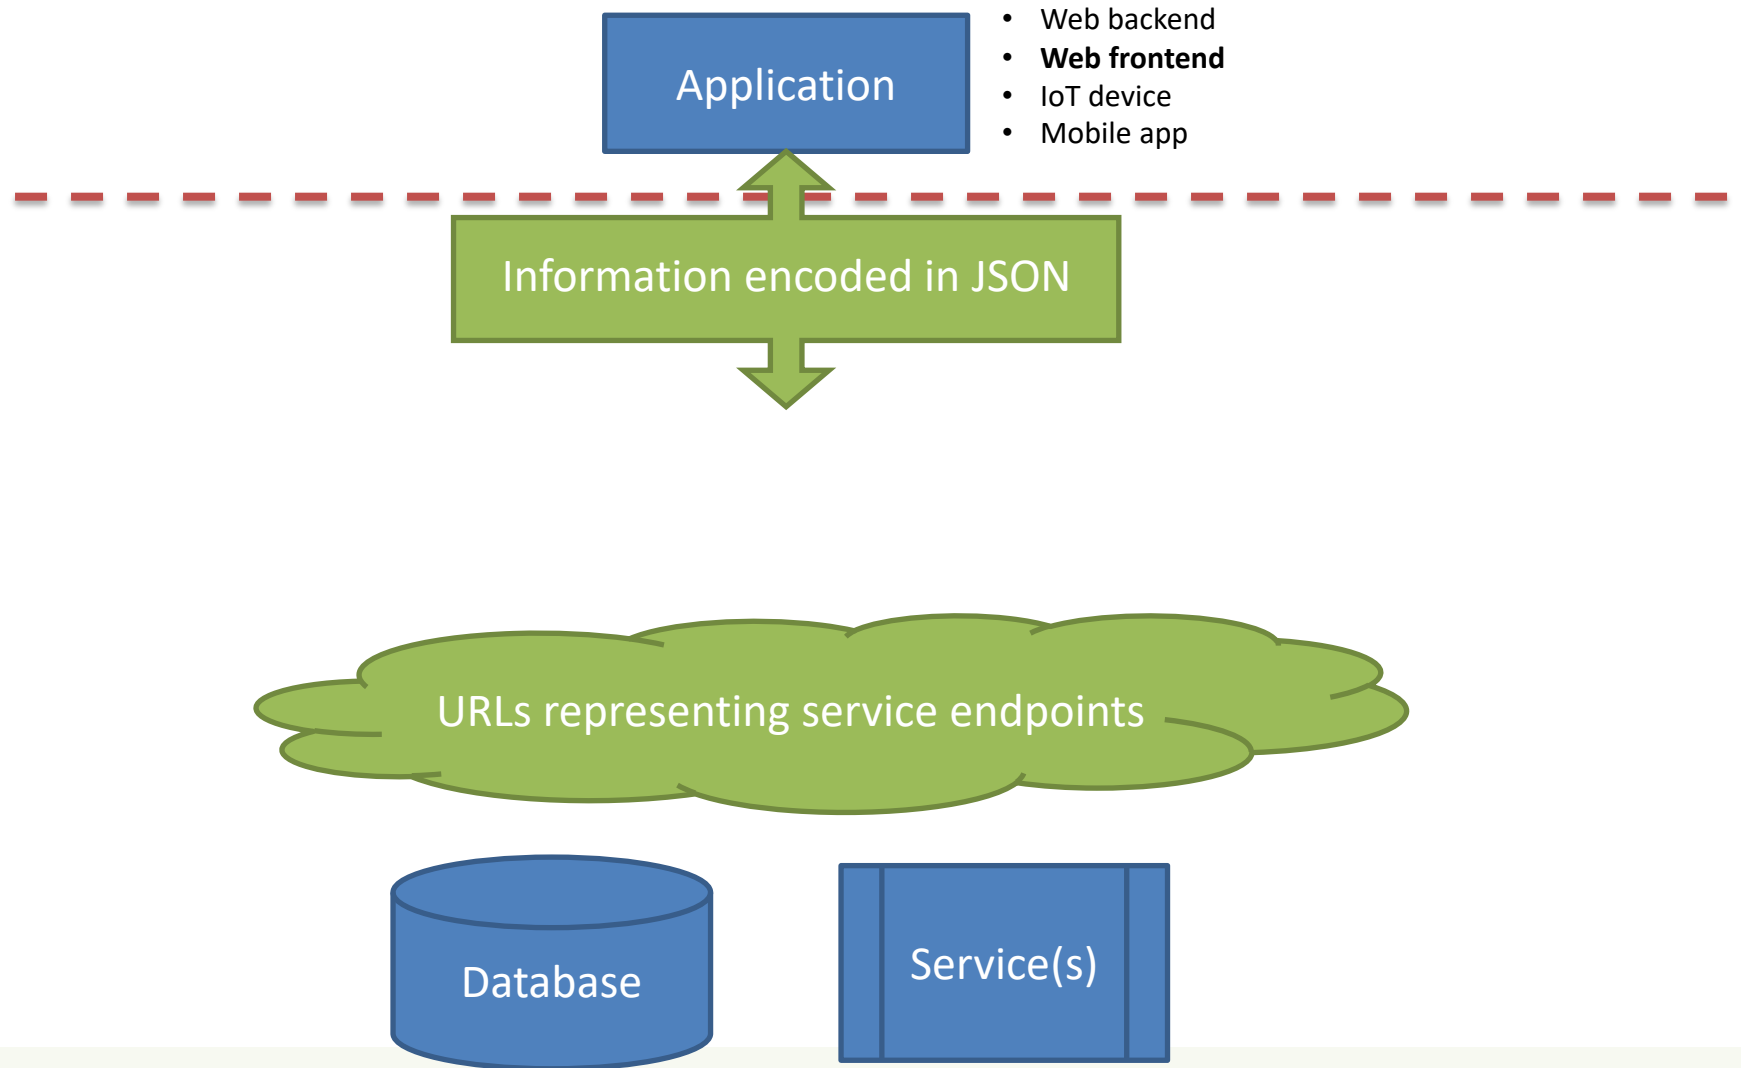 Application
• Web backend
• Web frontend
• IoT device
• Mobile app
Information encoded in JSON
URLs representing service endpoints
Database
Service(s)